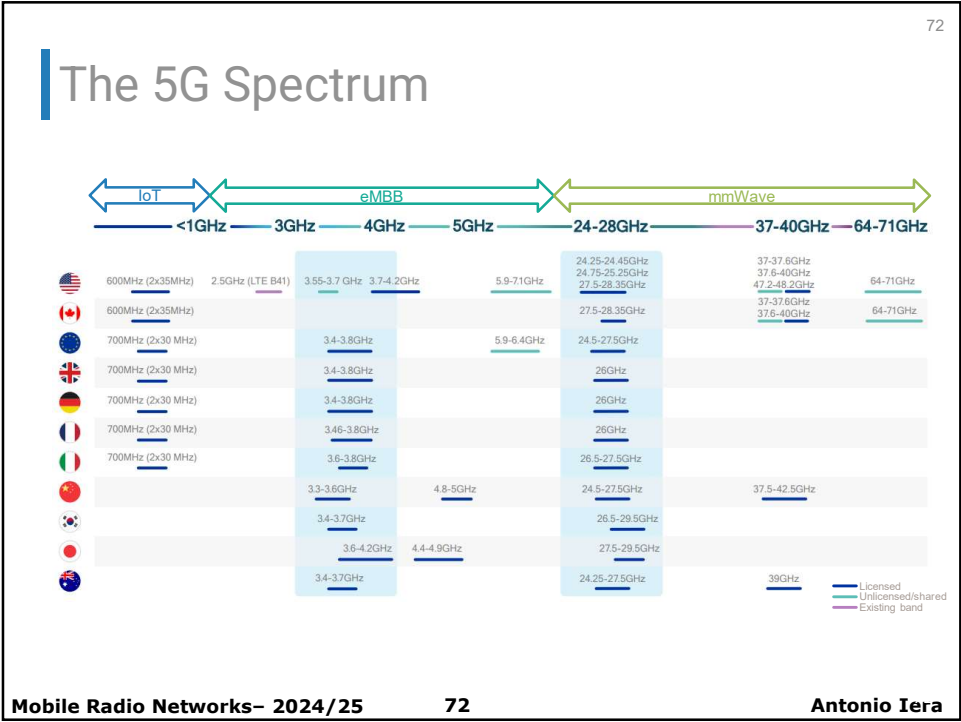 72
The 5G Spectrum
IoT eMBB mmWave
<1GHz 3GHz 4GHz 5GHz 24-28GHz 37-40GHz 64-71GHz
24.25-24.45GHz 37-37.6GHz
24.75-25.25GHz 37.6-40GHz
600MHz (2x35MHz) 2.5GHz (LTE B41) 3.55-3.7 GHz 3.7-4.2GHz 5.9-7.1GHz 27.5-28.35GHz 47.2-48.2GHz 64-71GHz
37-37.6GHz
600MHz (2x35MHz) 27.5-28.35GHz 37.6-40GHz 64-71GHz
700MHz (2x30 MHz) 3.4-3.8GHz 5.9-6.4GHz 24.5-27.5GHz
700MHz (2x30 MHz) 3.4-3.8GHz 26GHz
700MHz (2x30 MHz) 3.4-3.8GHz 26GHz
700MHz (2x30 MHz) 3.46-3.8GHz 26GHz
700MHz (2x30 MHz) 3.6-3.8GHz 26.5-27.5GHz
3.3-3.6GHz 4.8-5GHz 24.5-27.5GHz 37.5-42.5GHz
3.4-3.7GHz 26.5-29.5GHz
3.6-4.2GHz 4.4-4.9GHz 27.5-29.5GHz
3.4-3.7GHz 24.25-27.5GHz 39GHz
Licensed
Unlicensed/shared
Existing band
Mobile Radio Networks– 2024/25 72 Antonio Iera